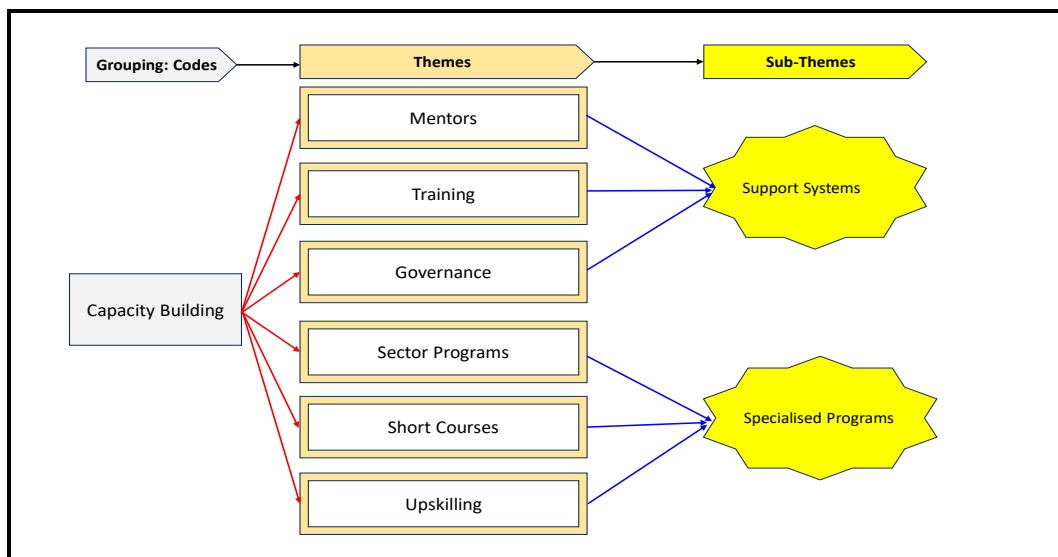 Grouping: Codes
Themes
Sub-Themes
Mentors
Training
Support Systems
Governance
Capacity Building
Sector Programs
Short Courses
Specialised Programs
Upskilling